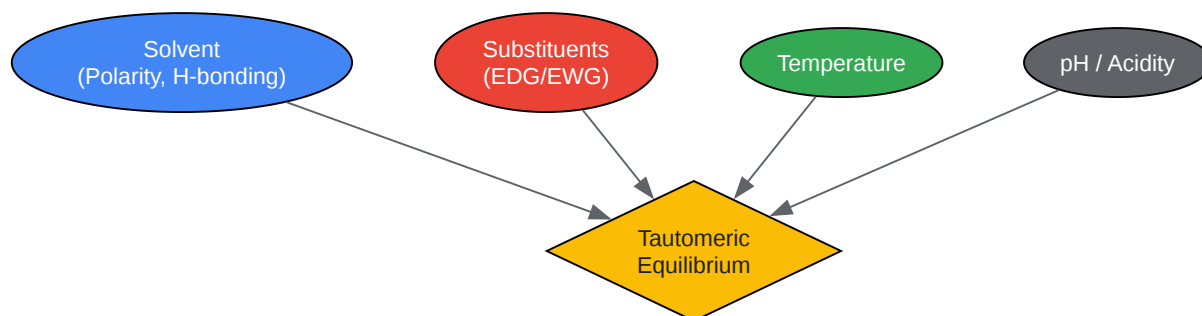 Solvent
(Polarity, H-bonding)
Substituents
(EDG/EWG)
Temperature
pH / Acidity
Tautomeric
Equilibrium